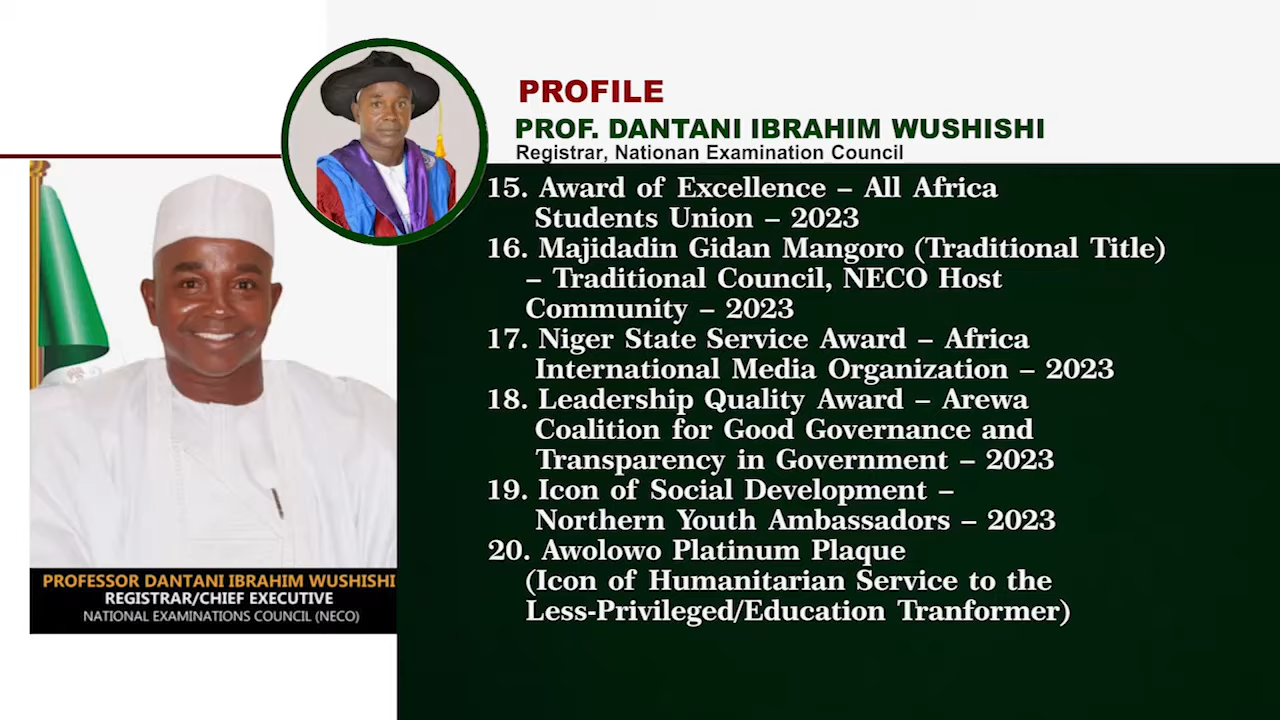 PROFILE
PROF. DANTANI IBRAHIM WUSHISHI
Registrar, Nationan Examination Council
15. Award of Excellence – All Africa
Students Union – 2023
16. Majidadin Gidan Mangoro (Traditional Title)
– Traditional Council, NECO Host
Community – 2023
17. Niger State Service Award – Africa
International Media Organization – 2023
18. Leadership Quality Award – Arewa
Coalition for Good Governance and
Transparency in Government – 2023
19. Icon of Social Development –
Northern Youth Ambassadors – 2023
20. Awolowo Platinum Plaque
(Icon of Humanitarian Service to the
Less-Privileged/Education Tranformer)
PROFESSOR DANTANI IBRAHIM WUSHISHI
REGISTRAR/CHIEF EXECUTIVE
NATIONAL EXAMINATIONS COUNCIL (NECO)